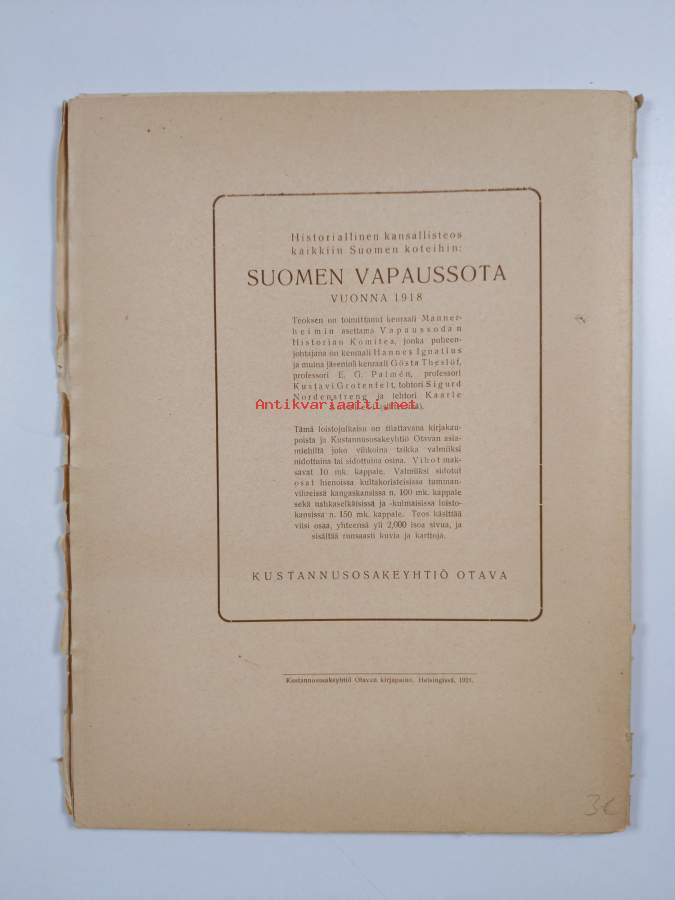 Historiallinen kansallisteos
kaikkiin Suomen koteihin:
SUOMEN VAPAUSSOTA
VUONNA 1918
Teoksen on toimittanut kenraali Manner-
heimin asettama Vapaussodan
Historian Komitea, jonka puheen-
johtajana on kenraali Hannes Ignatius
ja muina jäseninä kenraali Gösta Theslöf,
professori E. G. Palmén, professori
Kustavi Grotenfelt, tohtori Sigurd
Nordenstreng ja lehtori Kaarle
Antikvariaatti.net
Tämä loistojulkaisu on tilattavana kirjakau-
poista ja Kustannusosakeyhtiö Otavan asia-
miehiltä joko vihkoina taikka valmiiksi
nidottuina tai sidottuina osina. Vihot mak-
savat 10 mk. kappale. Valmiiksi sidotut
osat hienoissa kultakoristeisissa tumman-
vihreissä kangaskansissa n. 100 mk. kappale
sekä nahkaselkäisissä ja -kulmaisissa loisto-
kansissa n. 150 mk. kappale. Teos käsittää
viisi osaa, yhteensä yli 2,000 isoa sivua, ja
sisältää runsaasti kuvia ja karttoja.
KUSTANNUSOSAKEYHTIÖ OTAVA
Kustannusosakeyhtiö Otavan kirjapaino, Helsingissä, 1921.
3€